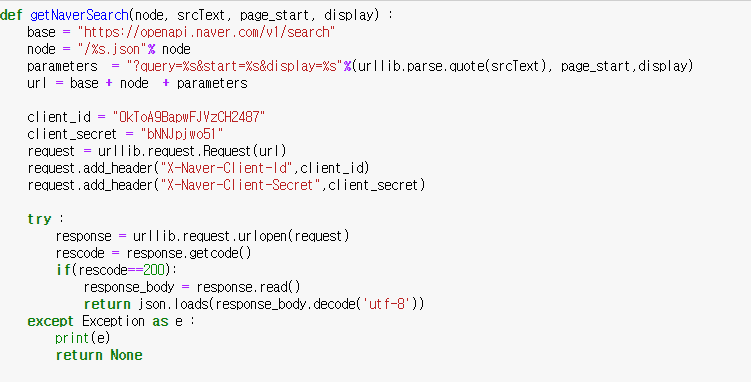 def getNaverSearch(node, srcText, page_start, display) :
base = "https://openapi.naver.com/v1/search"
node = "/%s.json"% node
parameters = "?query=%s&start=%s&display=%s"%(urllib.parse.quote(srcText), page_start,display)
url = base + node + parameters
client_id = "OkToA9BapwFJVzCH2487"
client_secret = "bNNJpjwo51"
request = urllib.request.Request(url)
request.add_header("X-Naver-Client-Id",client_id)
request.add_header("X-Naver-Client-Secret",client_secret)
try :
response = urllib.request.urlopen(request)
rescode = response.getcode()
if(rescode==200):
response_body = response.read()
return json.loads(response_body.decode('utf-8'))
except Exception as e :
print(e)
return None